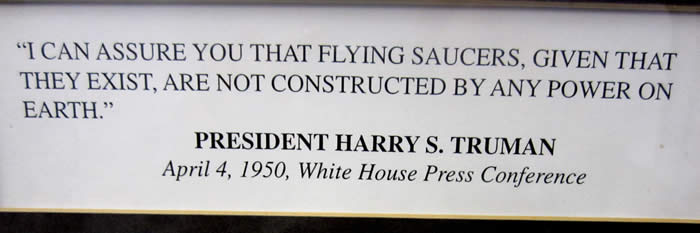 “I CAN ASSURE YOU THAT FLYING SAUCERS, GIVEN THAT
THEY EXIST, ARE NOT CONSTRUCTED BY ANY POWER ON
EARTH.”
PRESIDENT HARRY S. TRUMAN
April 4, 1950, White House Press Conference